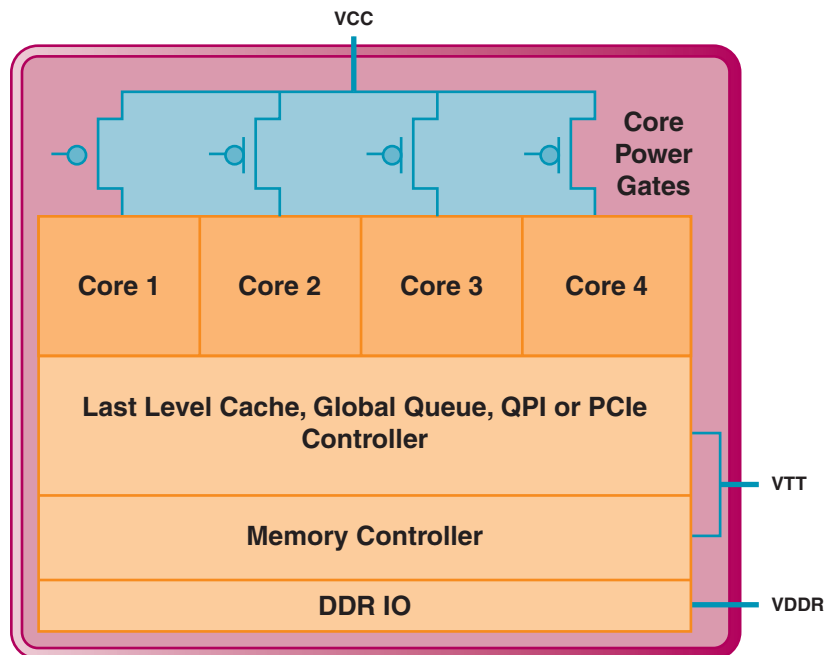 VCC
Core
Power
Gates
Core 1
Core 2
Core 3
Core 4
Last Level Cache, Global Queue, QPI or PCIe
Controller
VTT
Memory Controller
DDR IO
VDDR